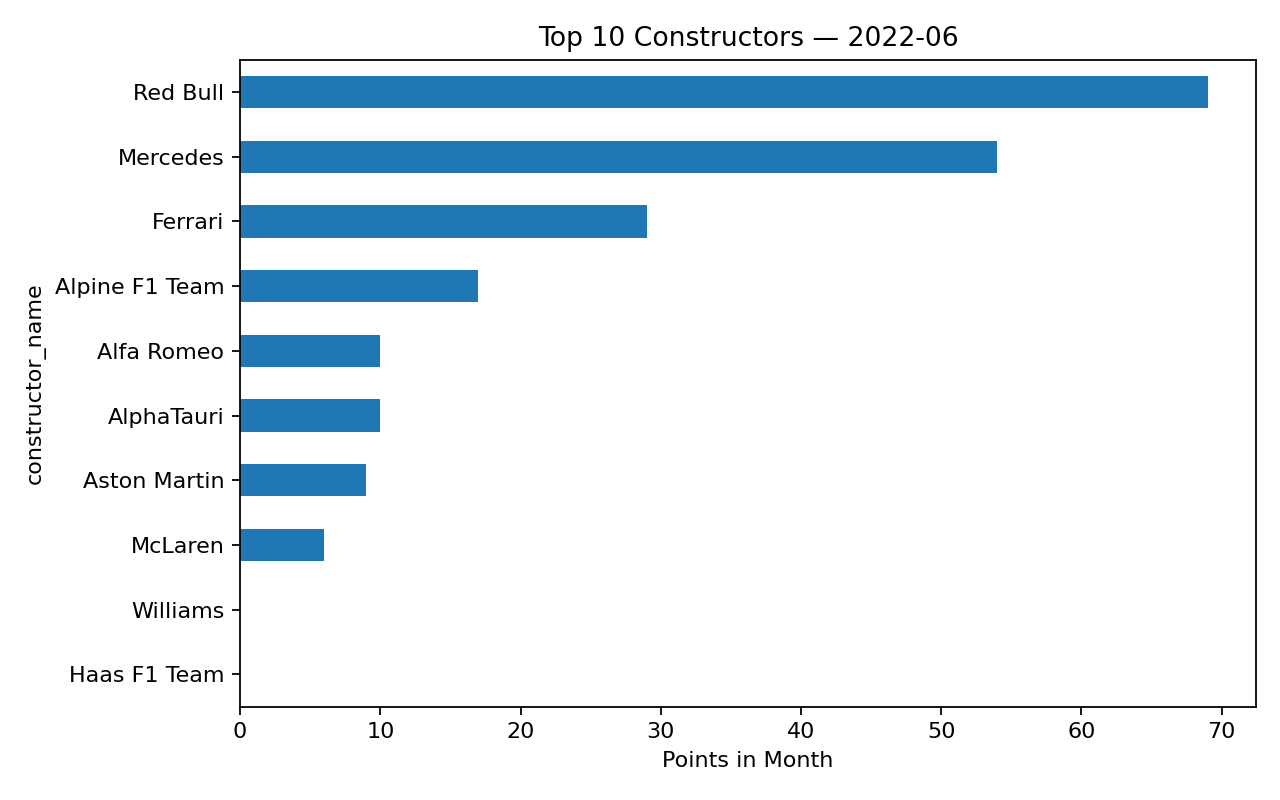 Top 10 Constructors — 2022-06
constructor_name
Red Bull
Mercedes
Ferrari
Alpine F1 Team
Alfa Romeo
AlphaTauri
Aston Martin
McLaren
Williams
Haas F1 Team
0 10 20 30 40 50 60 70
Points in Month